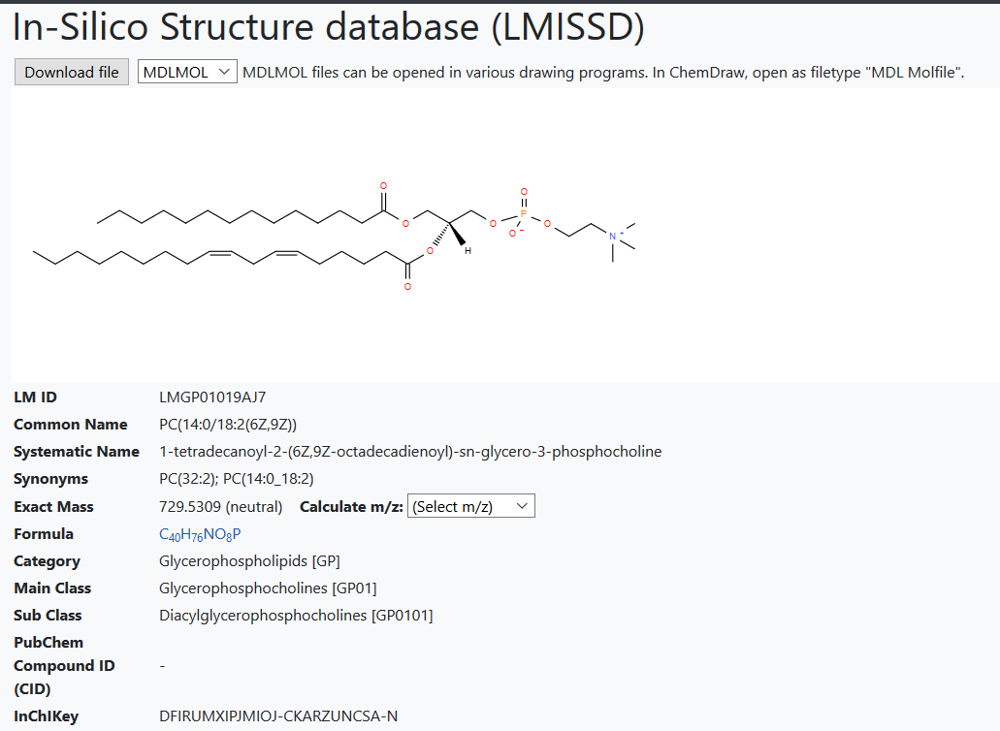 In-Silico Structure database (LMISSD)
Download file MDLMOL MDLMOL files can be opened in various drawing programs. In ChemDraw, open as filetype "MDL Molfile".
O
O
O
O
P
O
O⁻
N⁺
O
H
O
LM ID LMGP01019AJ7
Common Name PC(14:0/18:2(6Z,9Z))
Systematic Name 1-tetradecanoyl-2-(6Z,9Z-octadecadienoyl)-sn-glycero-3-phosphocholine
Synonyms PC(32:2); PC(14:0_18:2)
Exact Mass 729.5309 (neutral) Calculate m/z: (Select m/z)
Formula C₄₀H₇₆NO₈P
Category Glycerophospholipids [GP]
Main Class Glycerophosphocholines [GP01]
Sub Class Diacylglycerophosphocholines [GP0101]
PubChem
Compound ID -
(CID)
InChIKey DFIRUMXIPJMIOJ-CKARZUNCSA-N